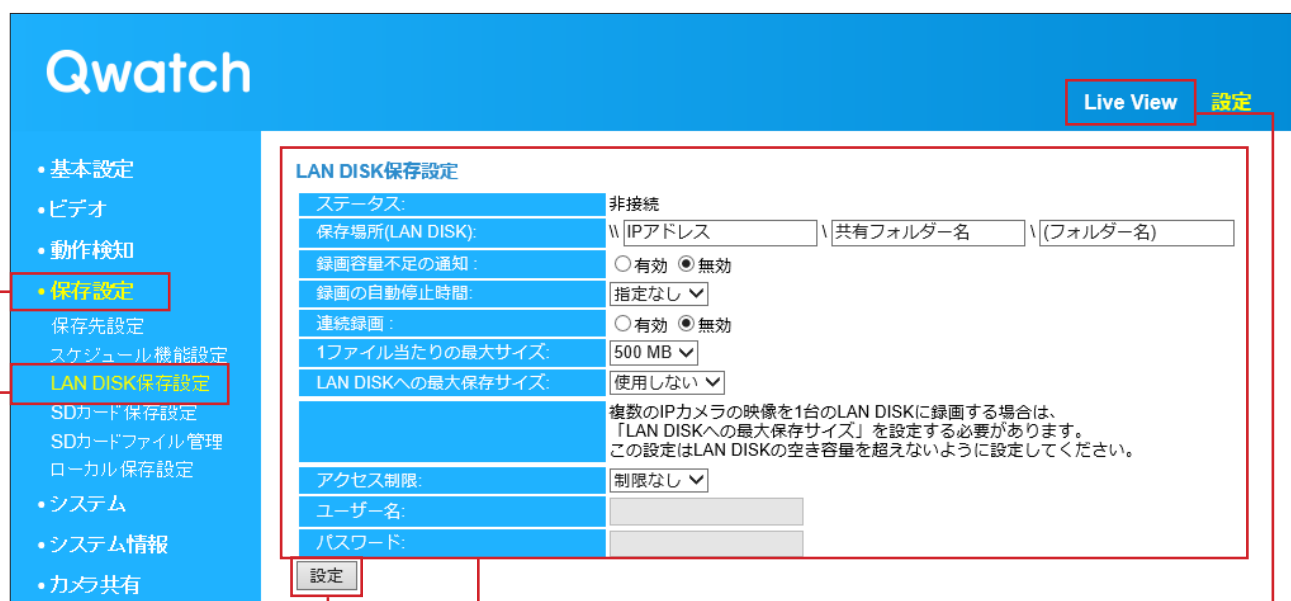 Qwatch
Live View 設定
・基本設定
・ビデオ
・動作検知
・保存設定
保存先設定
スケジュール機能設定
LAN DISK保存設定
SDカード保存設定
SDカードファイル管理
ローカル保存設定
・システム
・システム情報
・カメラ共有
LAN DISK保存設定
ステータス: 非接続
保存場所(LAN DISK): \\ IPアドレス \ 共有フォルダー名 \ (フォルダー名)
録画容量不足の通知 : 有効 無効
録画の自動停止時間: 指定なし
連続録画 : 有効 無効
1ファイル当たりの最大サイズ: 500 MB
LAN DISKへの最大保存サイズ: 使用しない
複数のIPカメラの映像を1台のLAN DISKに録画する場合は、
「LAN DISKへの最大保存サイズ」を設定する必要があります。
この設定はLAN DISKの空き容量を超えないように設定してください。
アクセス制限: 制限なし
ユーザー名:
パスワード:
設定